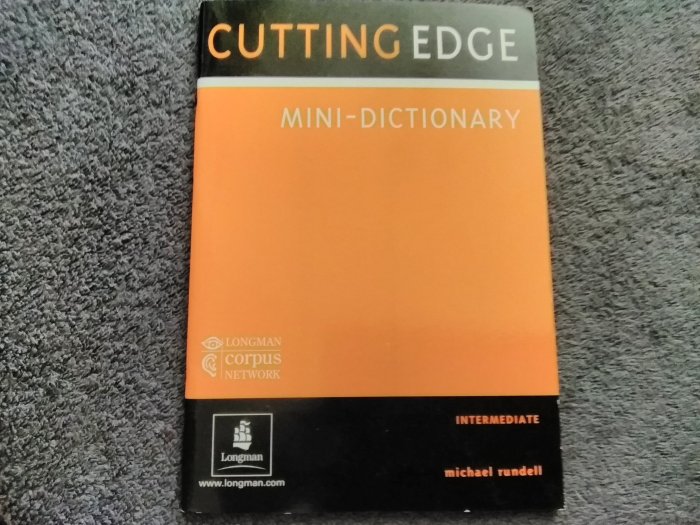 CUTTING EDGE
MINI-DICTIONARY
LONGMAN
corpus
NETWORK
INTERMEDIATE
Longman
michael rundell
www.longman.com